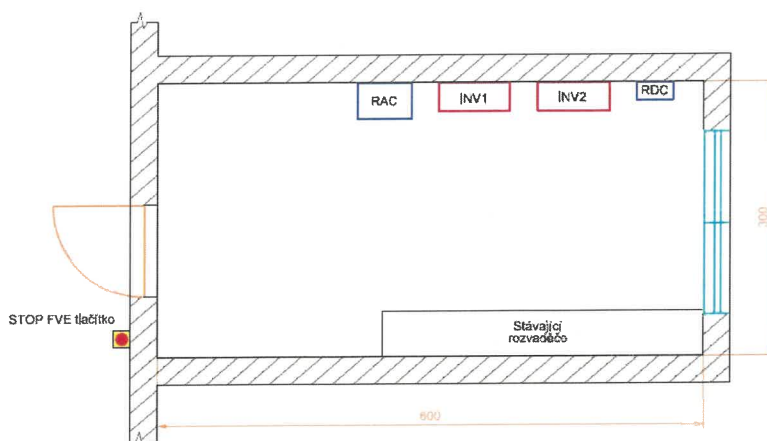 RAC
INV1
INV2
RDC
300
STOP FVE tlačítko
Stávající
rozvaděčo
600